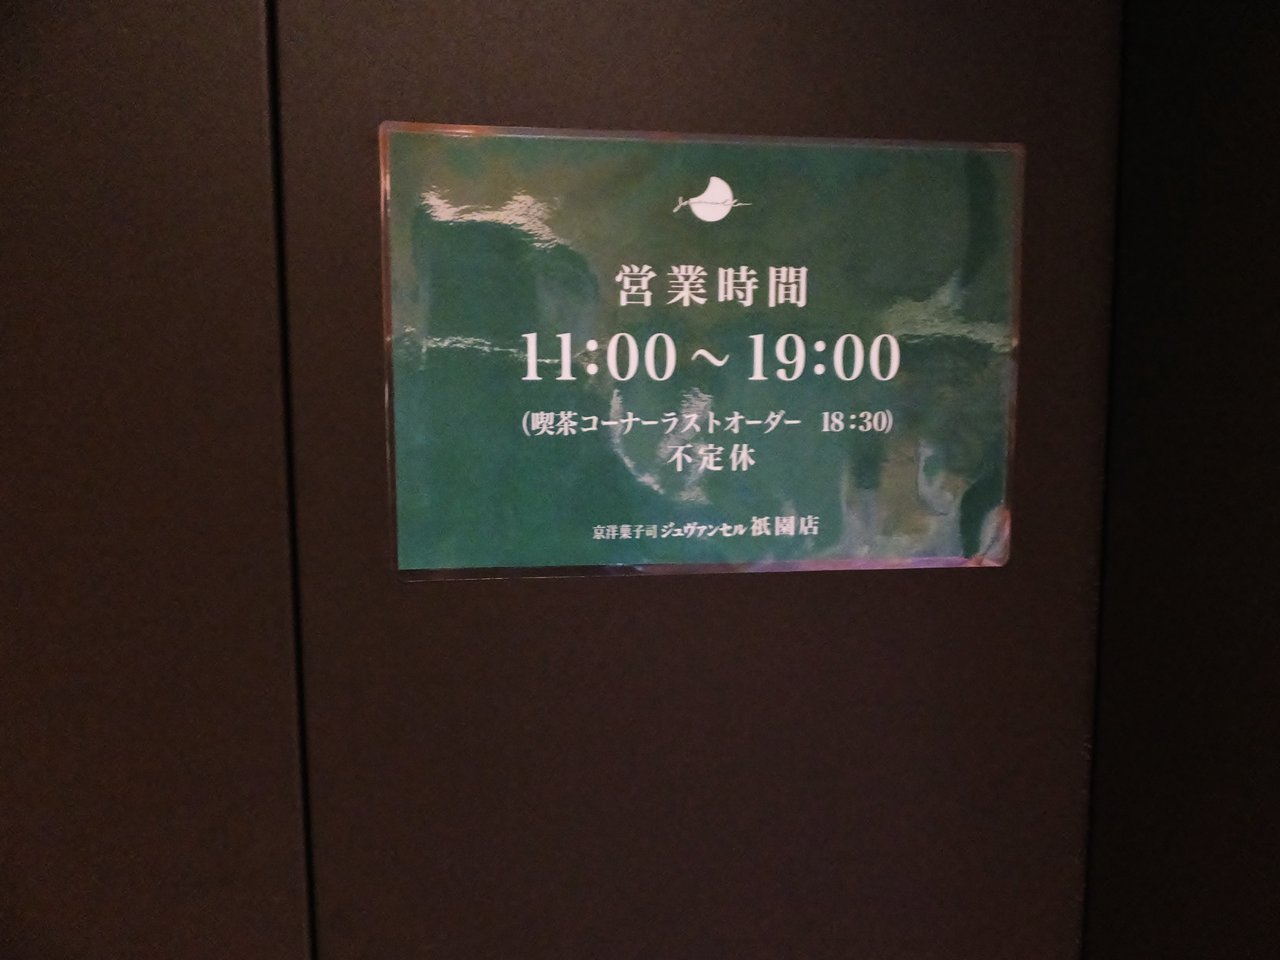 営業時間
11:00～19:00
(喫茶コーナーラストオーダー 18:30)
不定休
京洋菓子司 ジュヴァンセル 祇園店